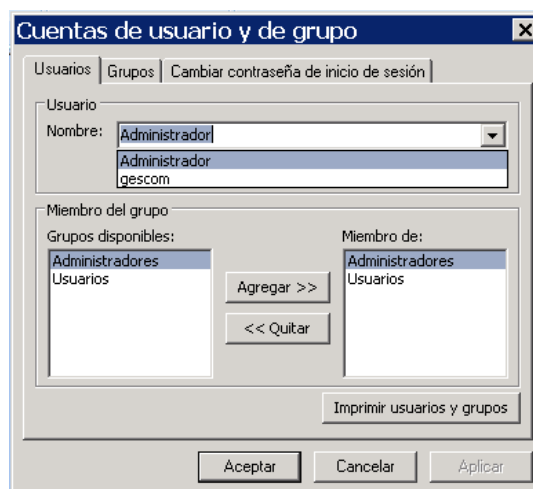 Cuentas de usuario y de grupo
Usuarios Grupos Cambiar contraseña de inicio de sesión
Usuario
Nombre: Administrador
Administrador
gescom
Miembro del grupo
Grupos disponibles: Miembro de:
Administradores Administradores
Usuarios Usuarios
Agregar >>
<< Quitar
Imprimir usuarios y grupos
Aceptar Cancelar Aplicar